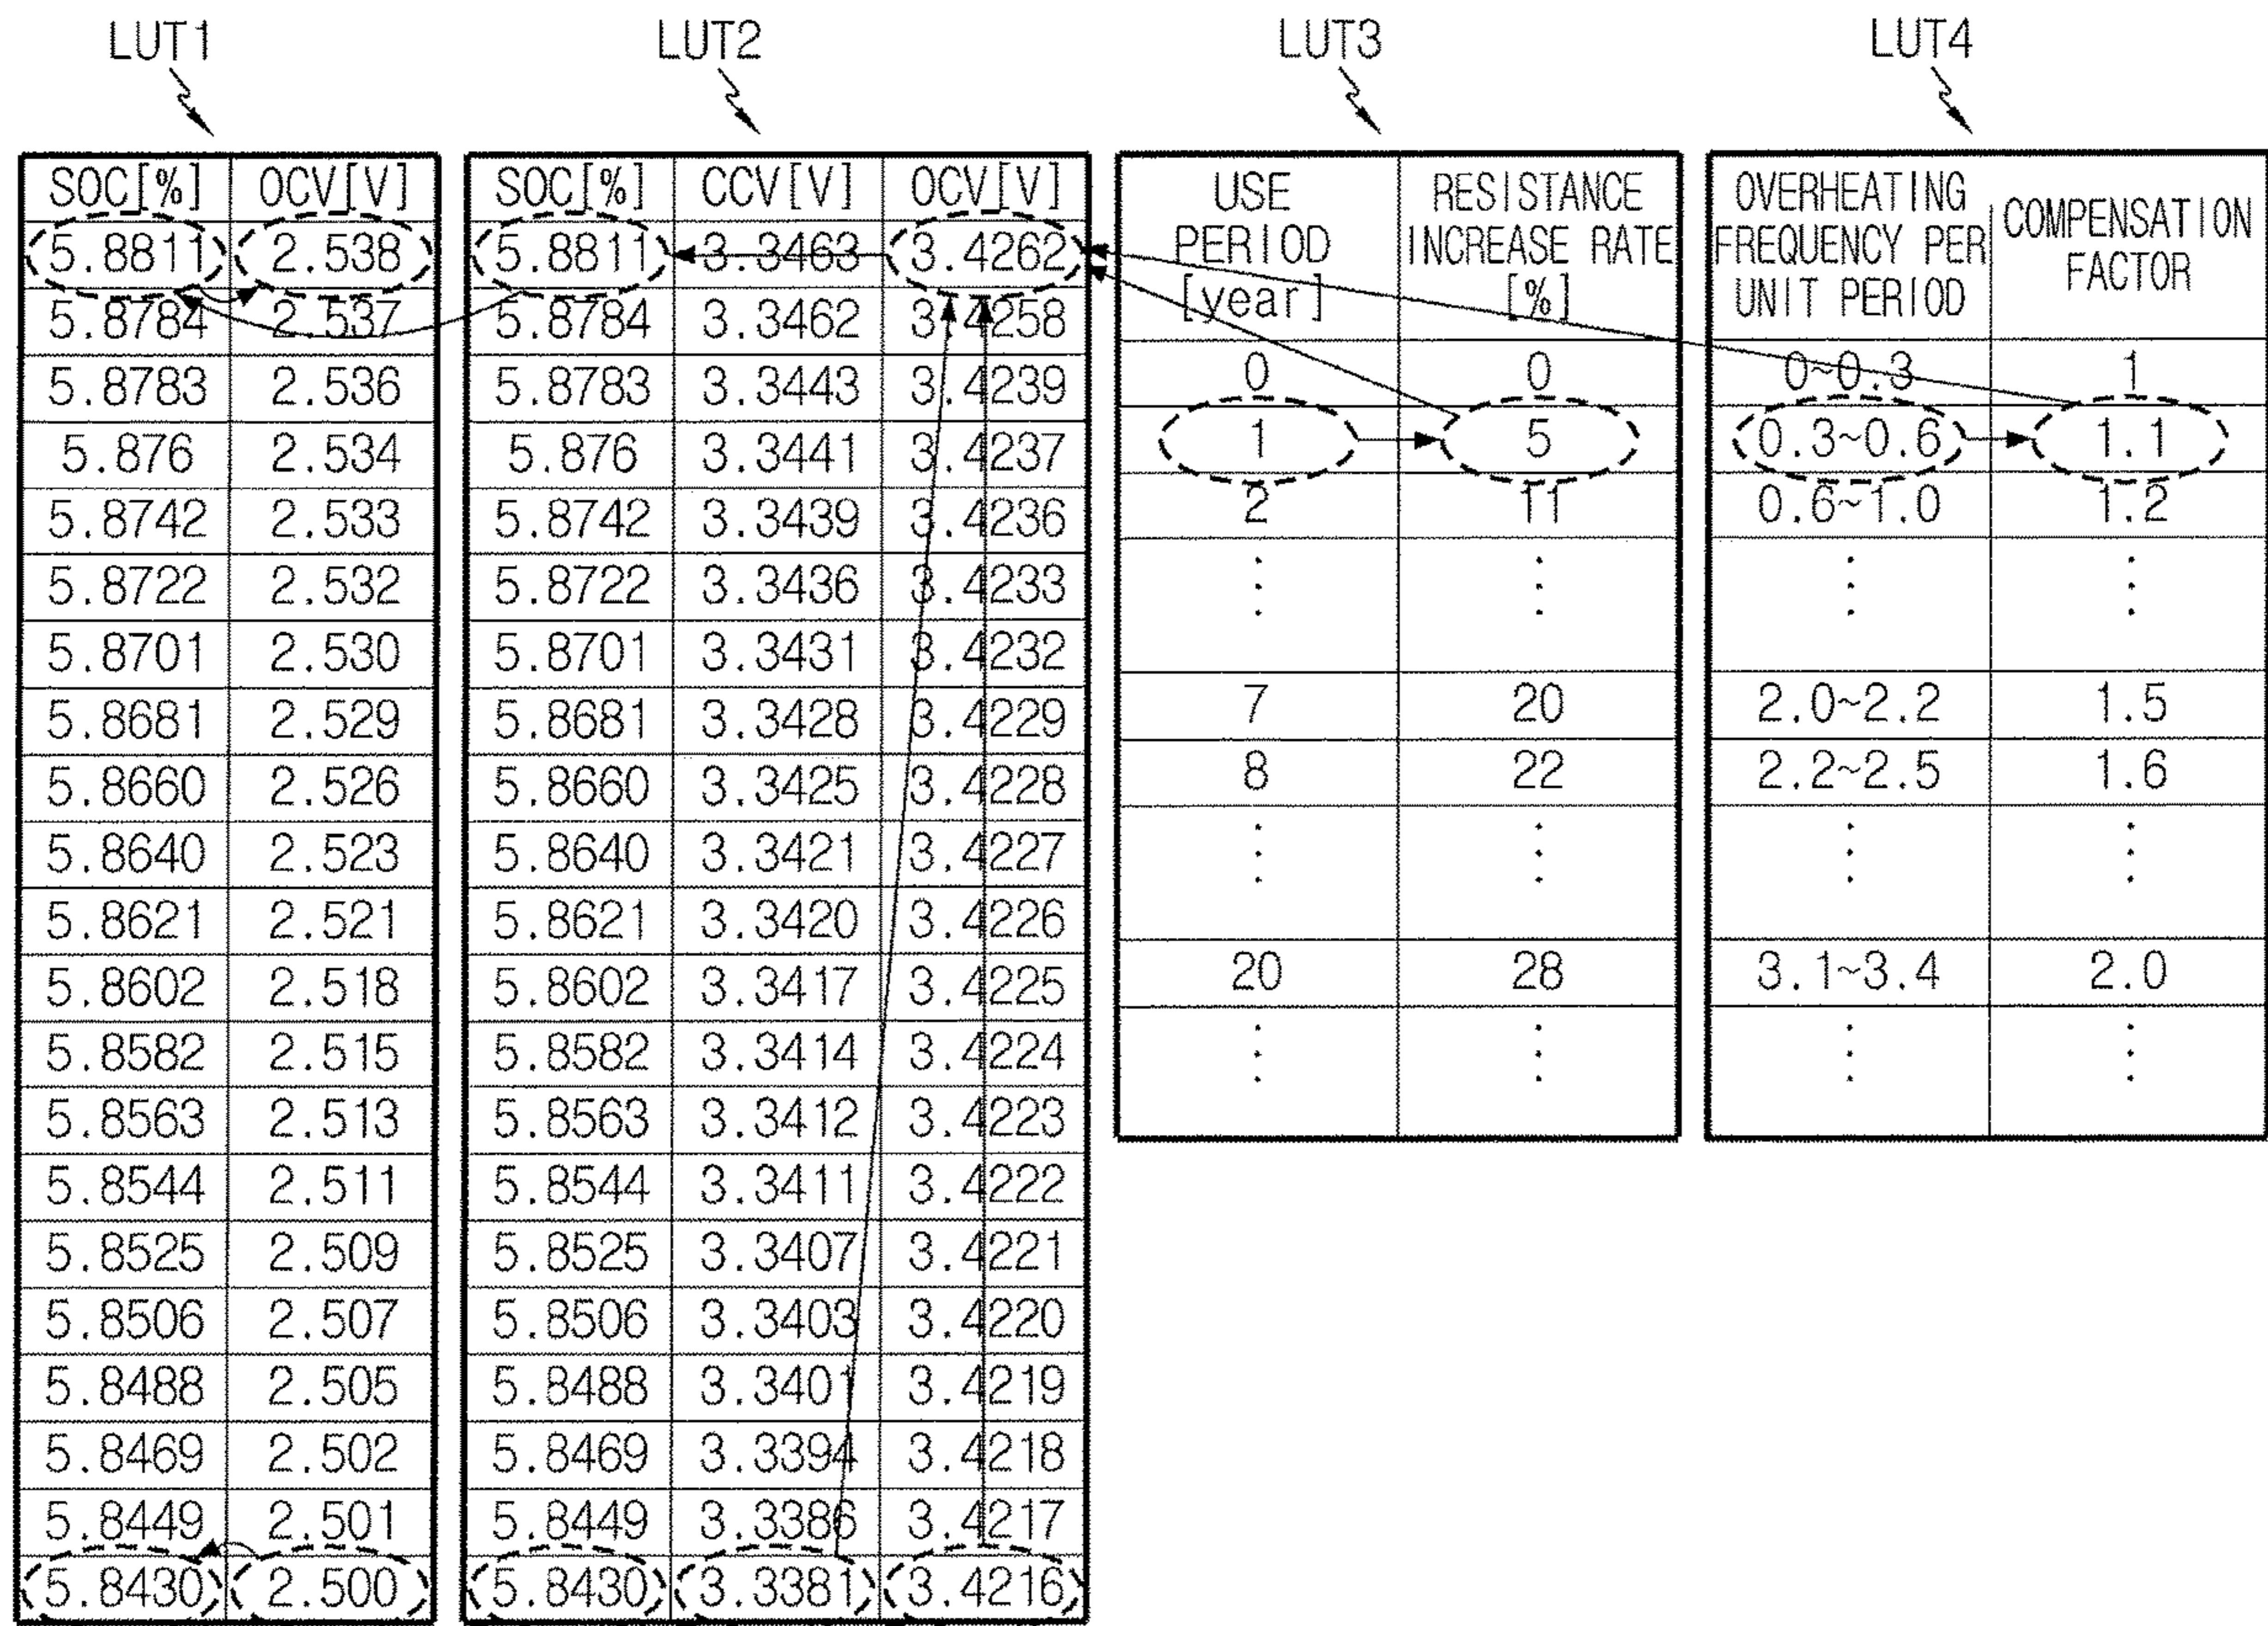 LUT1 LUT2 LUT3 LUT4
SOC[%] OCV[V]
5.8811 2.538
5.8784 2.537
5.8783 2.536
5.876 2.534
5.8742 2.533
5.8722 2.532
5.8701 2.530
5.8681 2.529
5.8660 2.526
5.8640 2.523
5.8621 2.521
5.8602 2.518
5.8582 2.515
5.8563 2.513
5.8544 2.511
5.8525 2.509
5.8506 2.507
5.8488 2.505
5.8469 2.502
5.8449 2.501
5.8430 2.500
SOC[%] CCV[V] OCV[V]
5.8811 3.3463 3.4262
5.8784 3.3462 3.4258
5.8783 3.3443 3.4239
5.876 3.3441 3.4237
5.8742 3.3439 3.4236
5.8722 3.3436 3.4233
5.8701 3.3431 3.4232
5.8681 3.3428 3.4229
5.8660 3.3425 3.4228
5.8640 3.3421 3.4227
5.8621 3.3420 3.4226
5.8602 3.3417 3.4225
5.8582 3.3414 3.4224
5.8563 3.3412 3.4223
5.8544 3.3411 3.4222
5.8525 3.3407 3.4221
5.8506 3.3403 3.4220
5.8488 3.3401 3.4219
5.8469 3.3394 3.4218
5.8449 3.3386 3.4217
5.8430 3.3381 3.4216
USE
PERIOD
[year]
RESISTANCE
INCREASE RATE
[%]
0 0
1 5
2 11
⋮ ⋮
7 20
8 22
⋮ ⋮
20 28
⋮ ⋮
OVERHEATING
FREQUENCY PER
UNIT PERIOD
COMPENSATION
FACTOR
0~0.3 1
0.3~0.6 1.1
0.6~1.0 1.2
⋮ ⋮
2.0~2.2 1.5
2.2~2.5 1.6
⋮ ⋮
3.1~3.4 2.0
⋮ ⋮